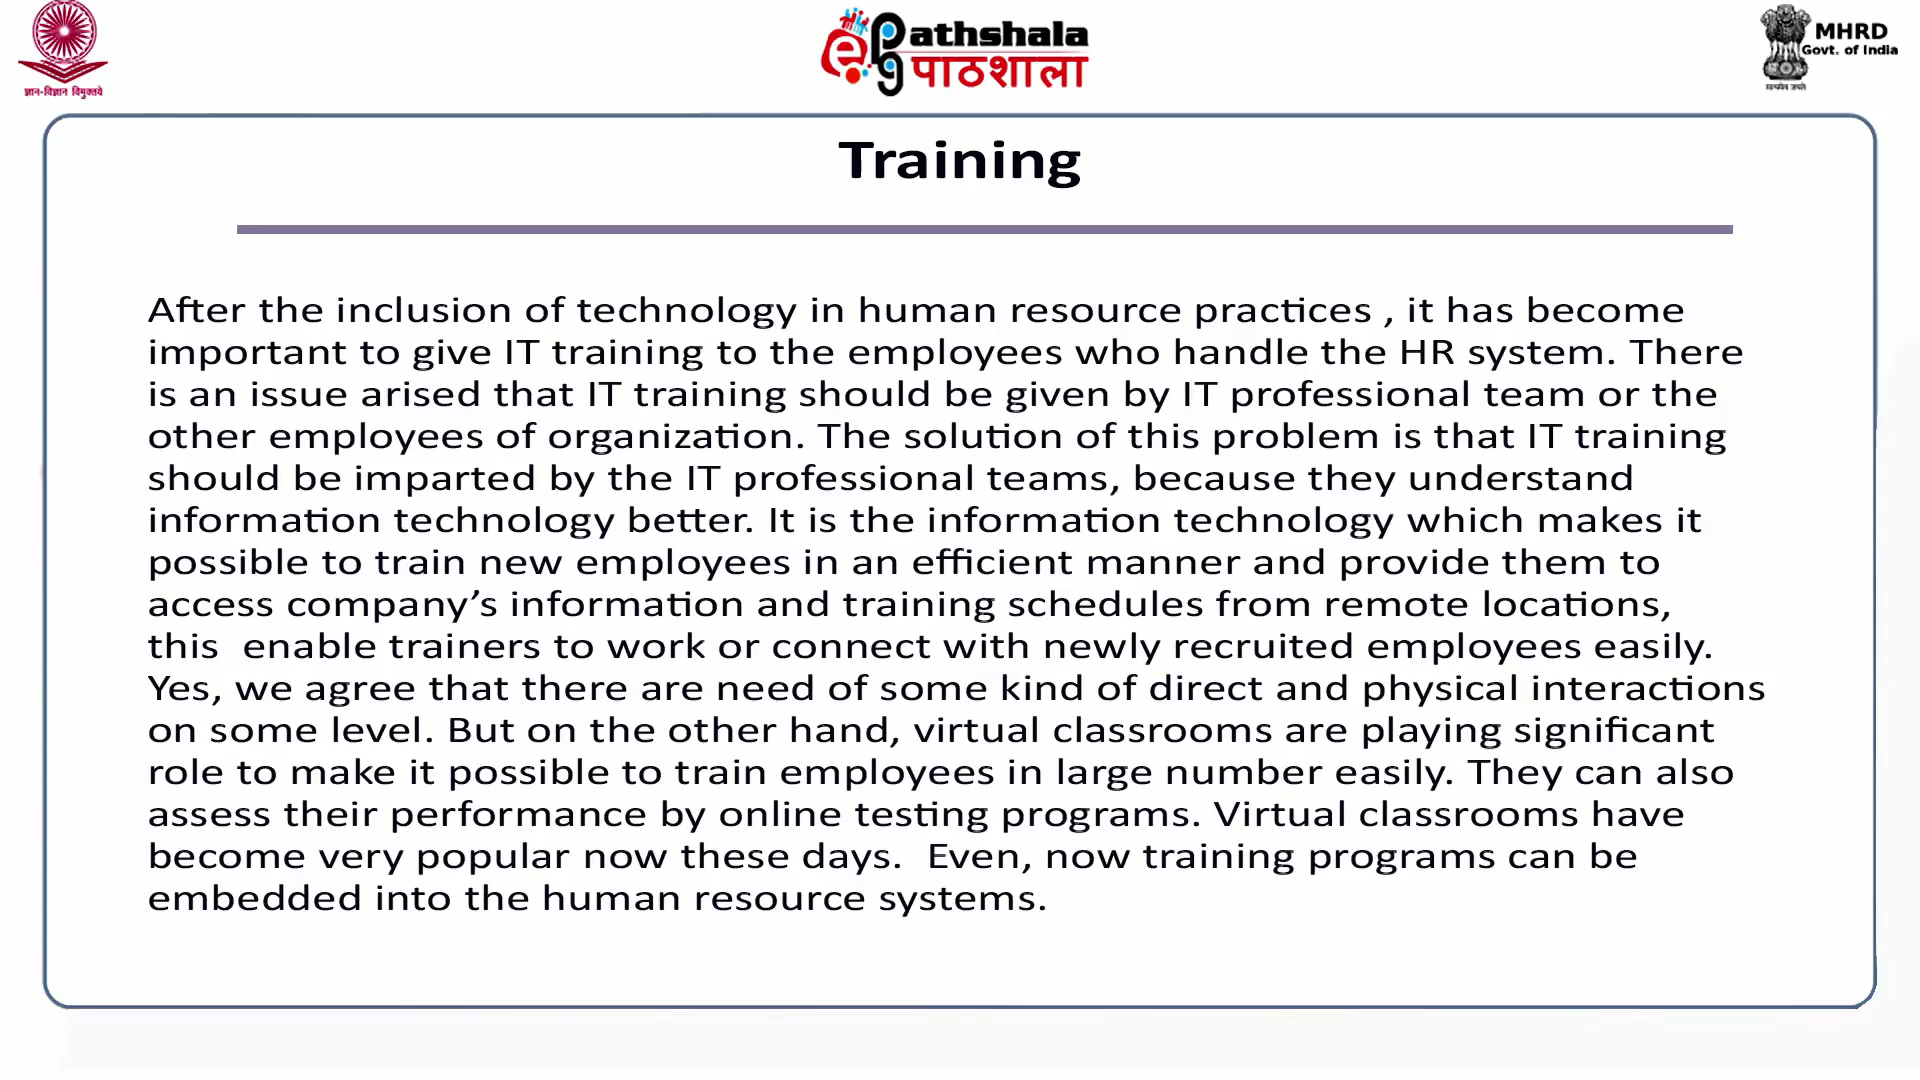 ज्ञान-विज्ञान विमुक्तये
ePG athshala
पाठशाला
MHRD
Govt. of India
सत्यमेव जयते
Training
After the inclusion of technology in human resource practices , it has become
important to give IT training to the employees who handle the HR system. There
is an issue arised that IT training should be given by IT professional team or the
other employees of organization. The solution of this problem is that IT training
should be imparted by the IT professional teams, because they understand
information technology better. It is the information technology which makes it
possible to train new employees in an efficient manner and provide them to
access company’s information and training schedules from remote locations,
this  enable trainers to work or connect with newly recruited employees easily.
Yes, we agree that there are need of some kind of direct and physical interactions
on some level. But on the other hand, virtual classrooms are playing significant
role to make it possible to train employees in large number easily. They can also
assess their performance by online testing programs. Virtual classrooms have
become very popular now these days.  Even, now training programs can be
embedded into the human resource systems.